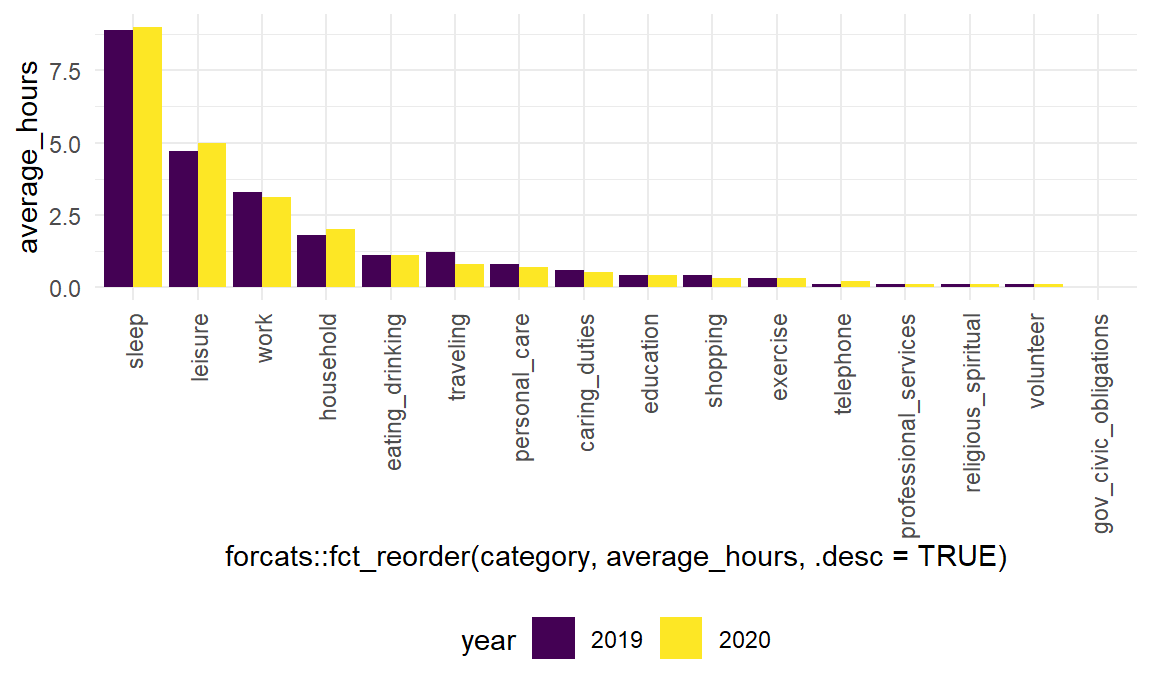 average_hours
7.5
5.0
2.5
0.0
sleep
leisure
work
household
eating_drinking
traveling
personal_care
caring_duties
education
shopping
exercise
telephone
professional_services
religious_spiritual
volunteer
gov_civic_obligations
forcats::fct_reorder(category, average_hours, .desc = TRUE)
year 2019 2020